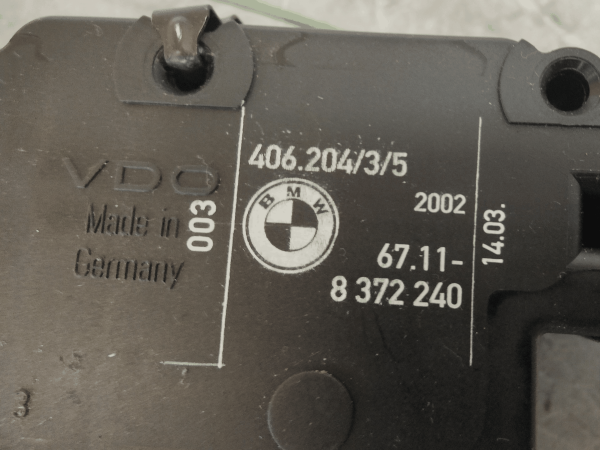 406.204/3/5
VDO
BMW
2002
14.03.
003
Made in
Germany
67.11-
8 372 240
3